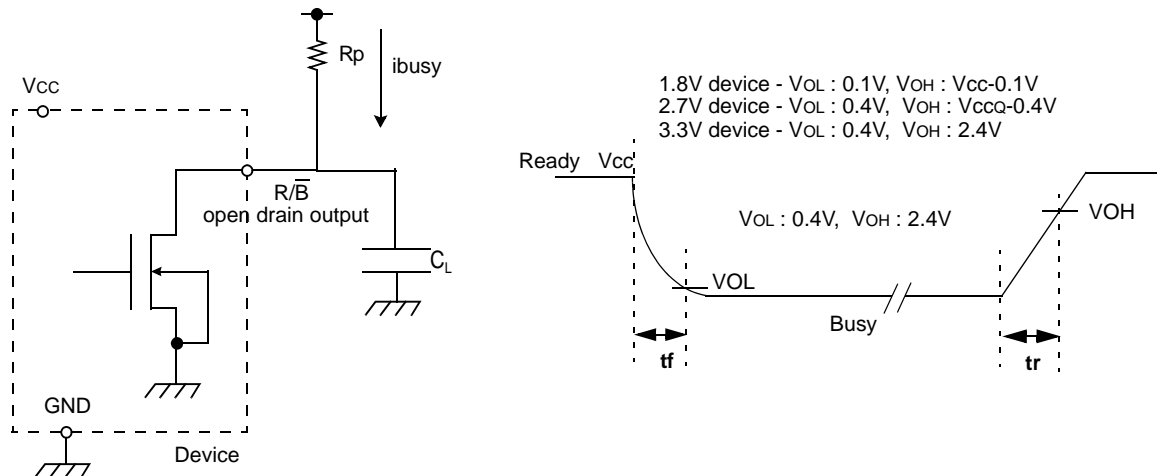 Rp
ibusy
VCC
R/B̅
open drain output
CL
GND
Device
1.8V device - VOL : 0.1V, VOH : Vcc-0.1V
2.7V device - VOL : 0.4V, VOH : VccQ-0.4V
3.3V device - VOL : 0.4V, VOH : 2.4V
Ready Vcc
VOL : 0.4V, VOH : 2.4V
VOH
VOL
Busy
tf
tr